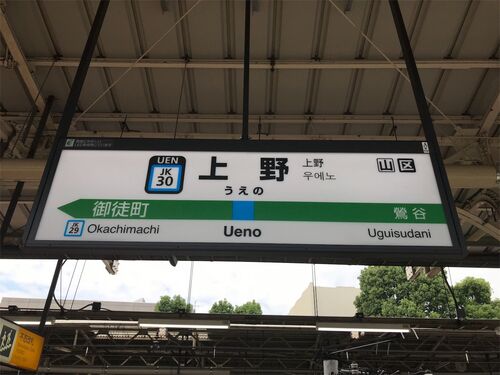 UEN
JK
30
上野
うえの
上野
우에노
山 区
御徒町
鶯谷
JK
29
Okachimachi
Ueno
Uguisudani